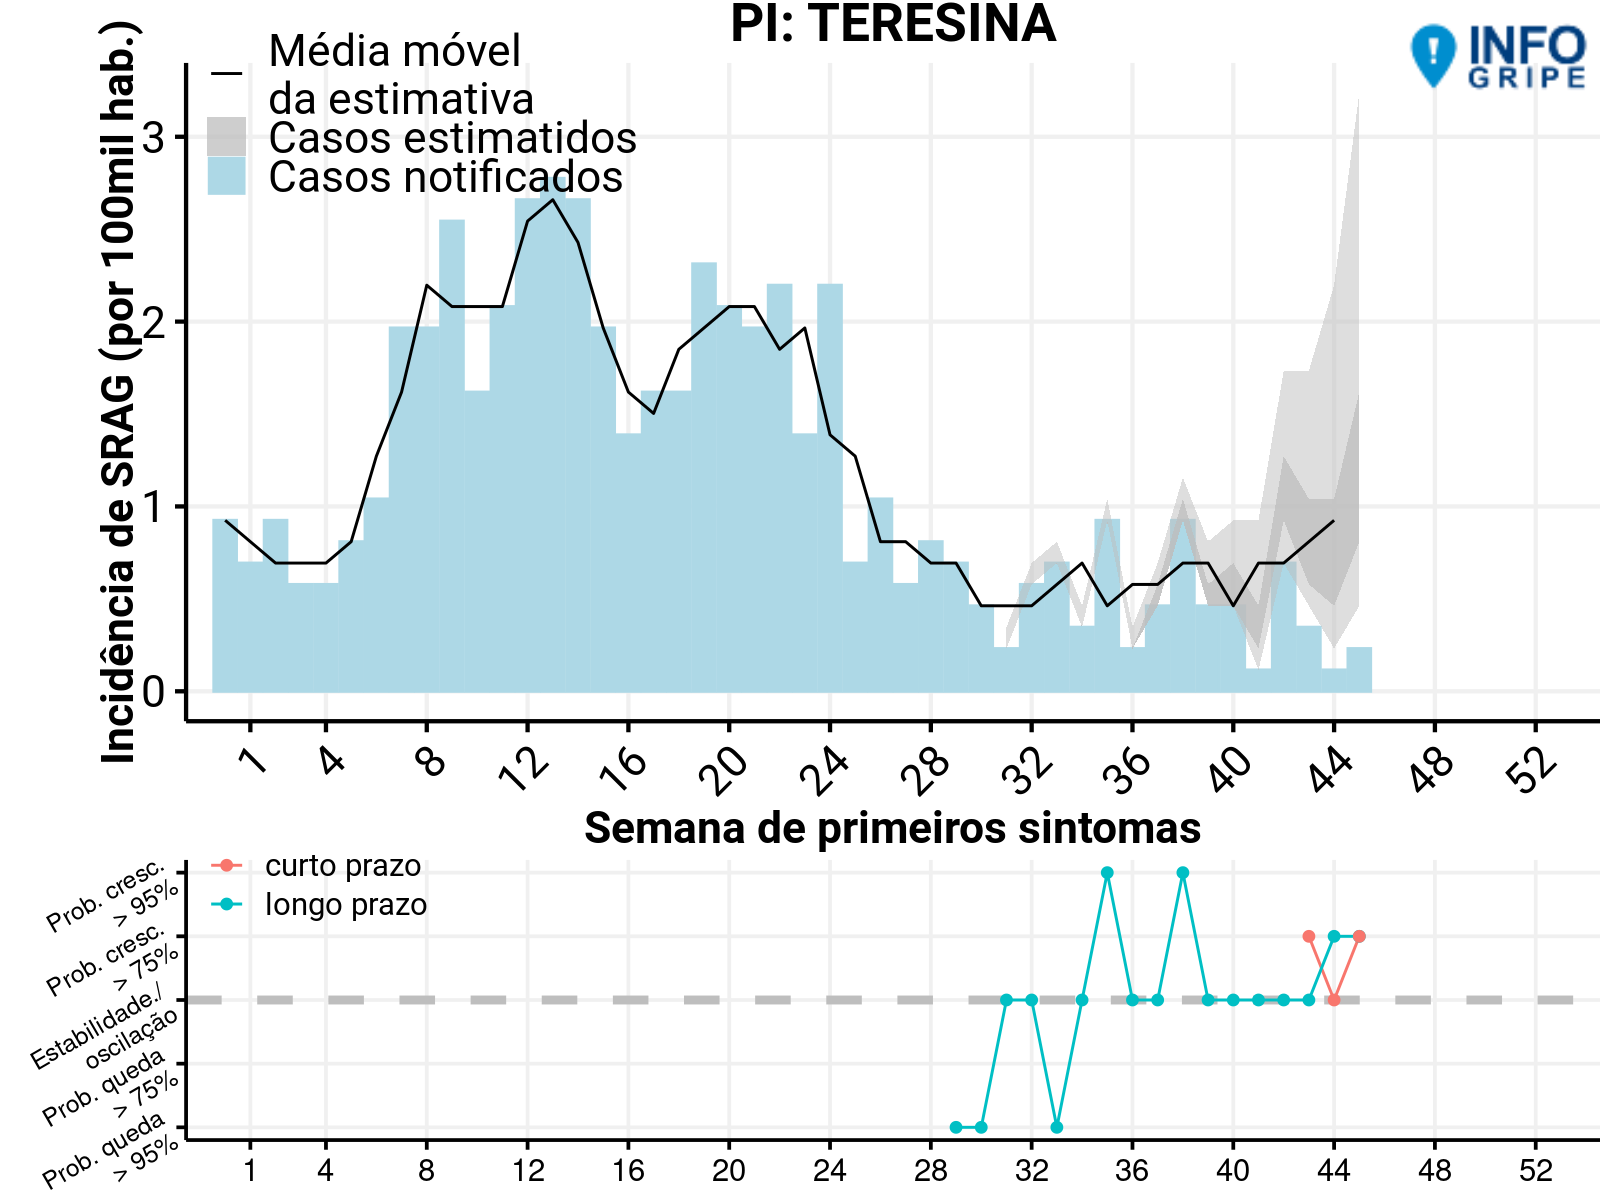 PI: TERESINA
INFO
GRIPE
Média móvel
da estimativa
Casos estimatidos
Casos notificados
Incidência de SRAG (por 100mil hab.)
3
2
1
0
1 4 8 12 16 20 24 28 32 36 40 44 48 52
Semana de primeiros sintomas
curto prazo
longo prazo
Prob. cresc.
> 95%
Prob. cresc.
> 75%
Estabilidade./
oscilação
Prob. queda
> 75%
Prob. queda
> 95%
1 4 8 12 16 20 24 28 32 36 40 44 48 52